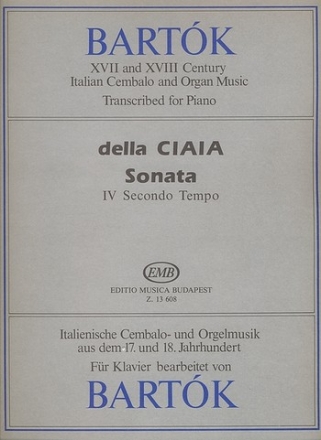 BARTÓK
XVII and XVIII Century
Italian Cembalo and Organ Music
Transcribed for Piano
della CIAIA
Sonata
IV Secondo Tempo
EMB
EDITIO MUSICA BUDAPEST
Z. 13 608
Italienische Cembalo- und Orgelmusik
aus dem 17. und 18. Jahrhundert
Für Klavier bearbeitet von
BARTÓK